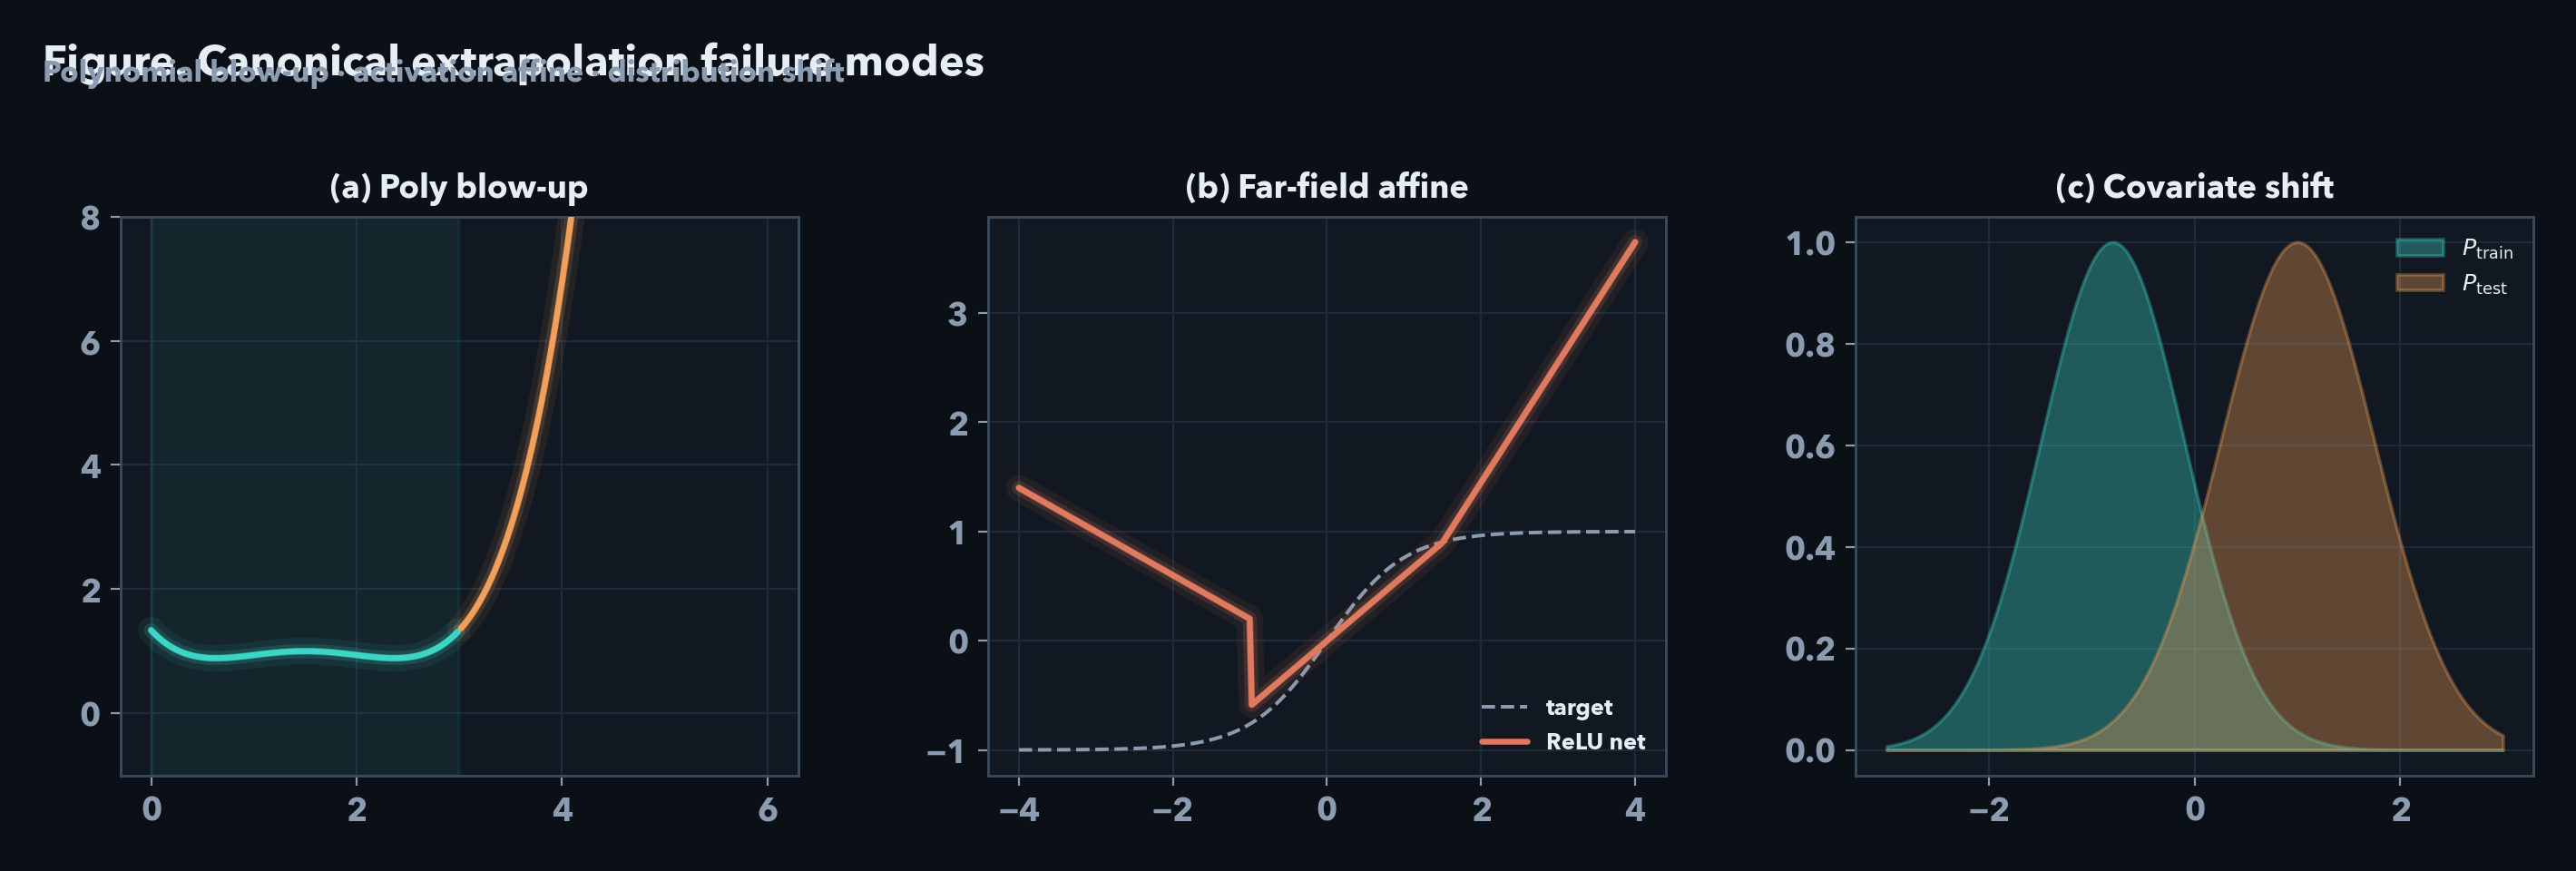 Figure. Canonical extrapolation failure modes
Polynomial blow-up · activation affine · distribution shift
(a) Poly blow-up
8
6
4
2
0
0 2 4 6
(b) Far-field affine
3
2
1
0
−1
−4 −2 0 2 4
target
ReLU net
(c) Covariate shift
1.0
0.8
0.6
0.4
0.2
0.0
−2 0 2
Ptrain
Ptest